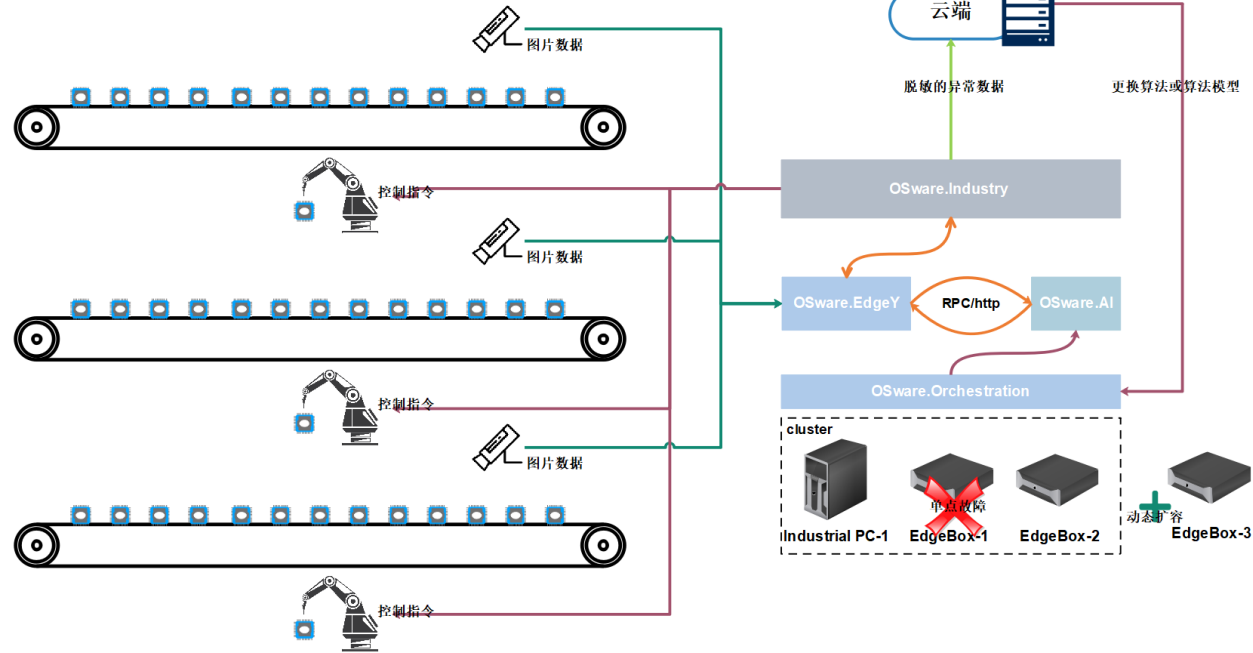 云端
图片数据
脱敏的异常数据
更换算法或算法模型
控制指令
OSware.Industry
图片数据
OSware.EdgeY
RPC/http
OSware.AI
控制指令
OSware.Orchestration
cluster
图片数据
单点故障
动态扩容
Industrial PC-1
EdgeBox-1
EdgeBox-2
EdgeBox-3
控制指令